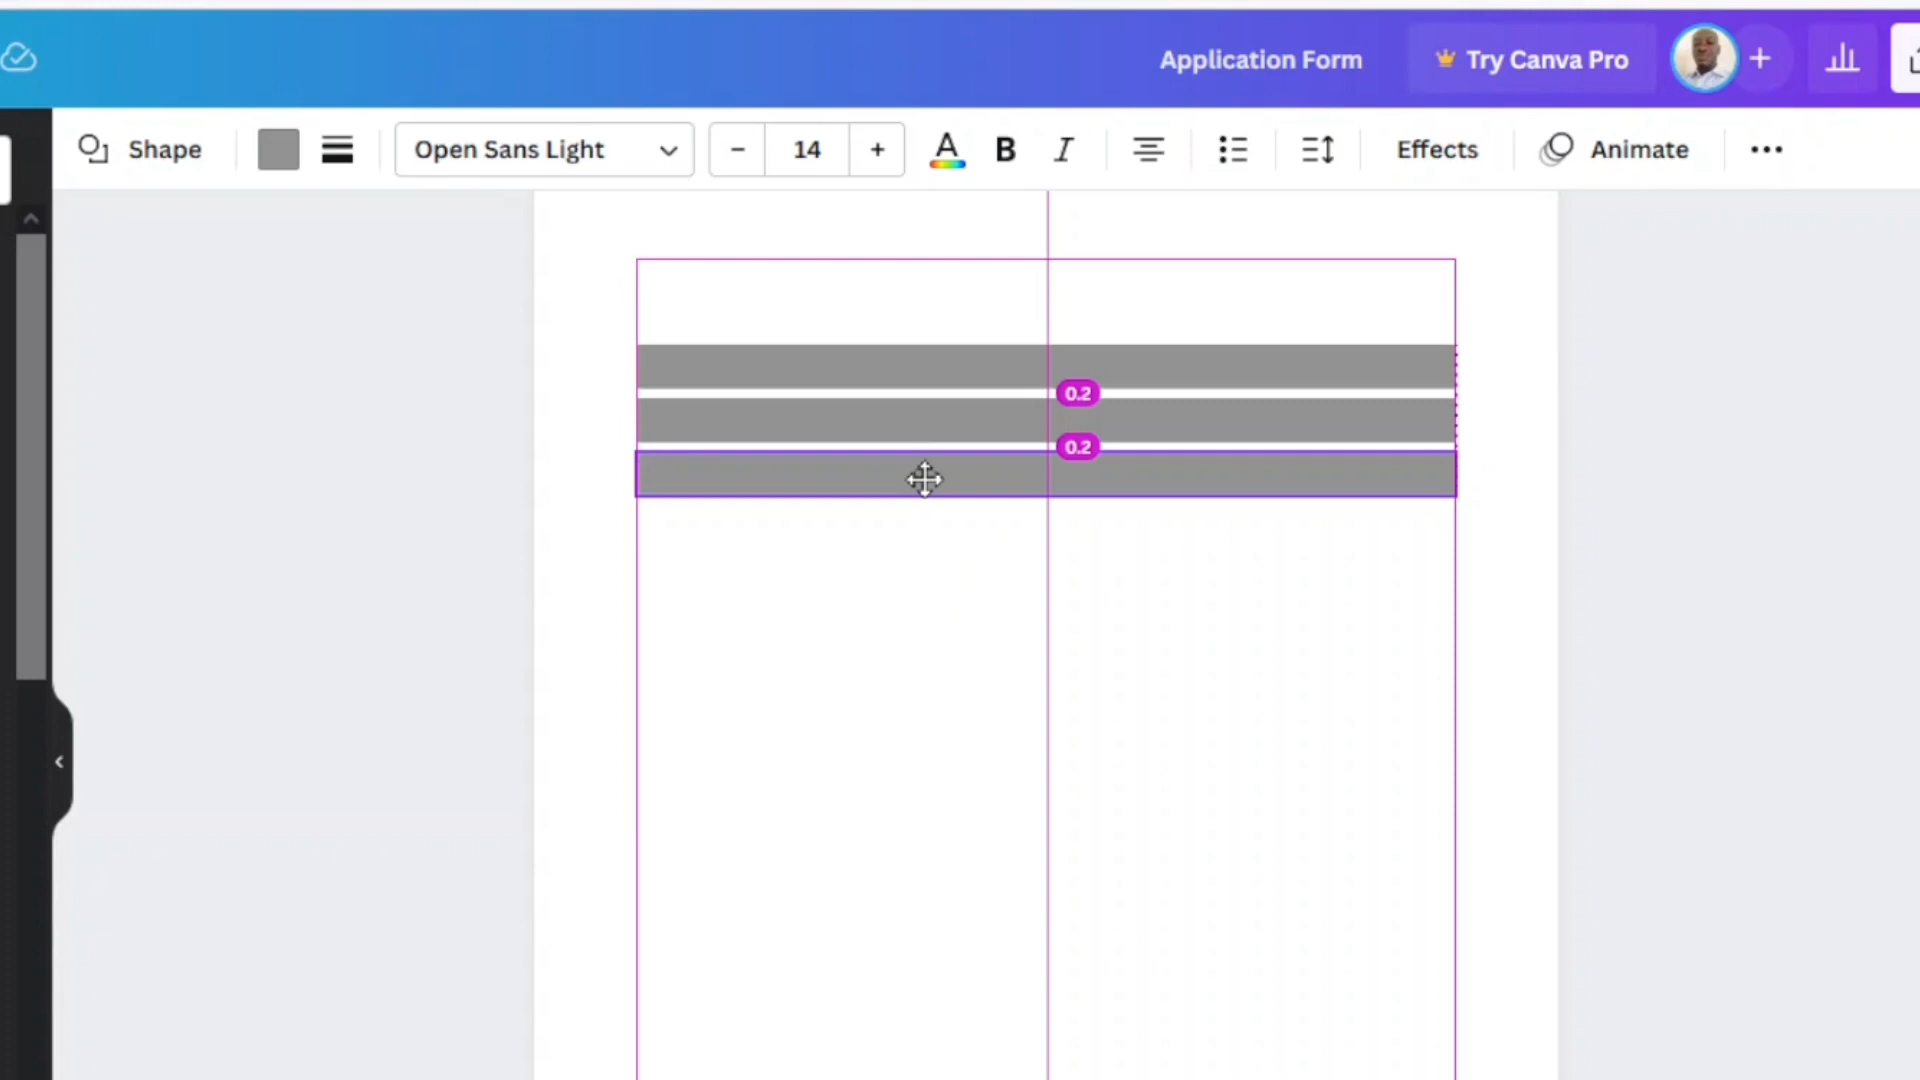 Application Form
Try Canva Pro
Shape
Open Sans Light
14
A B I
Effects
Animate
0.2
0.2